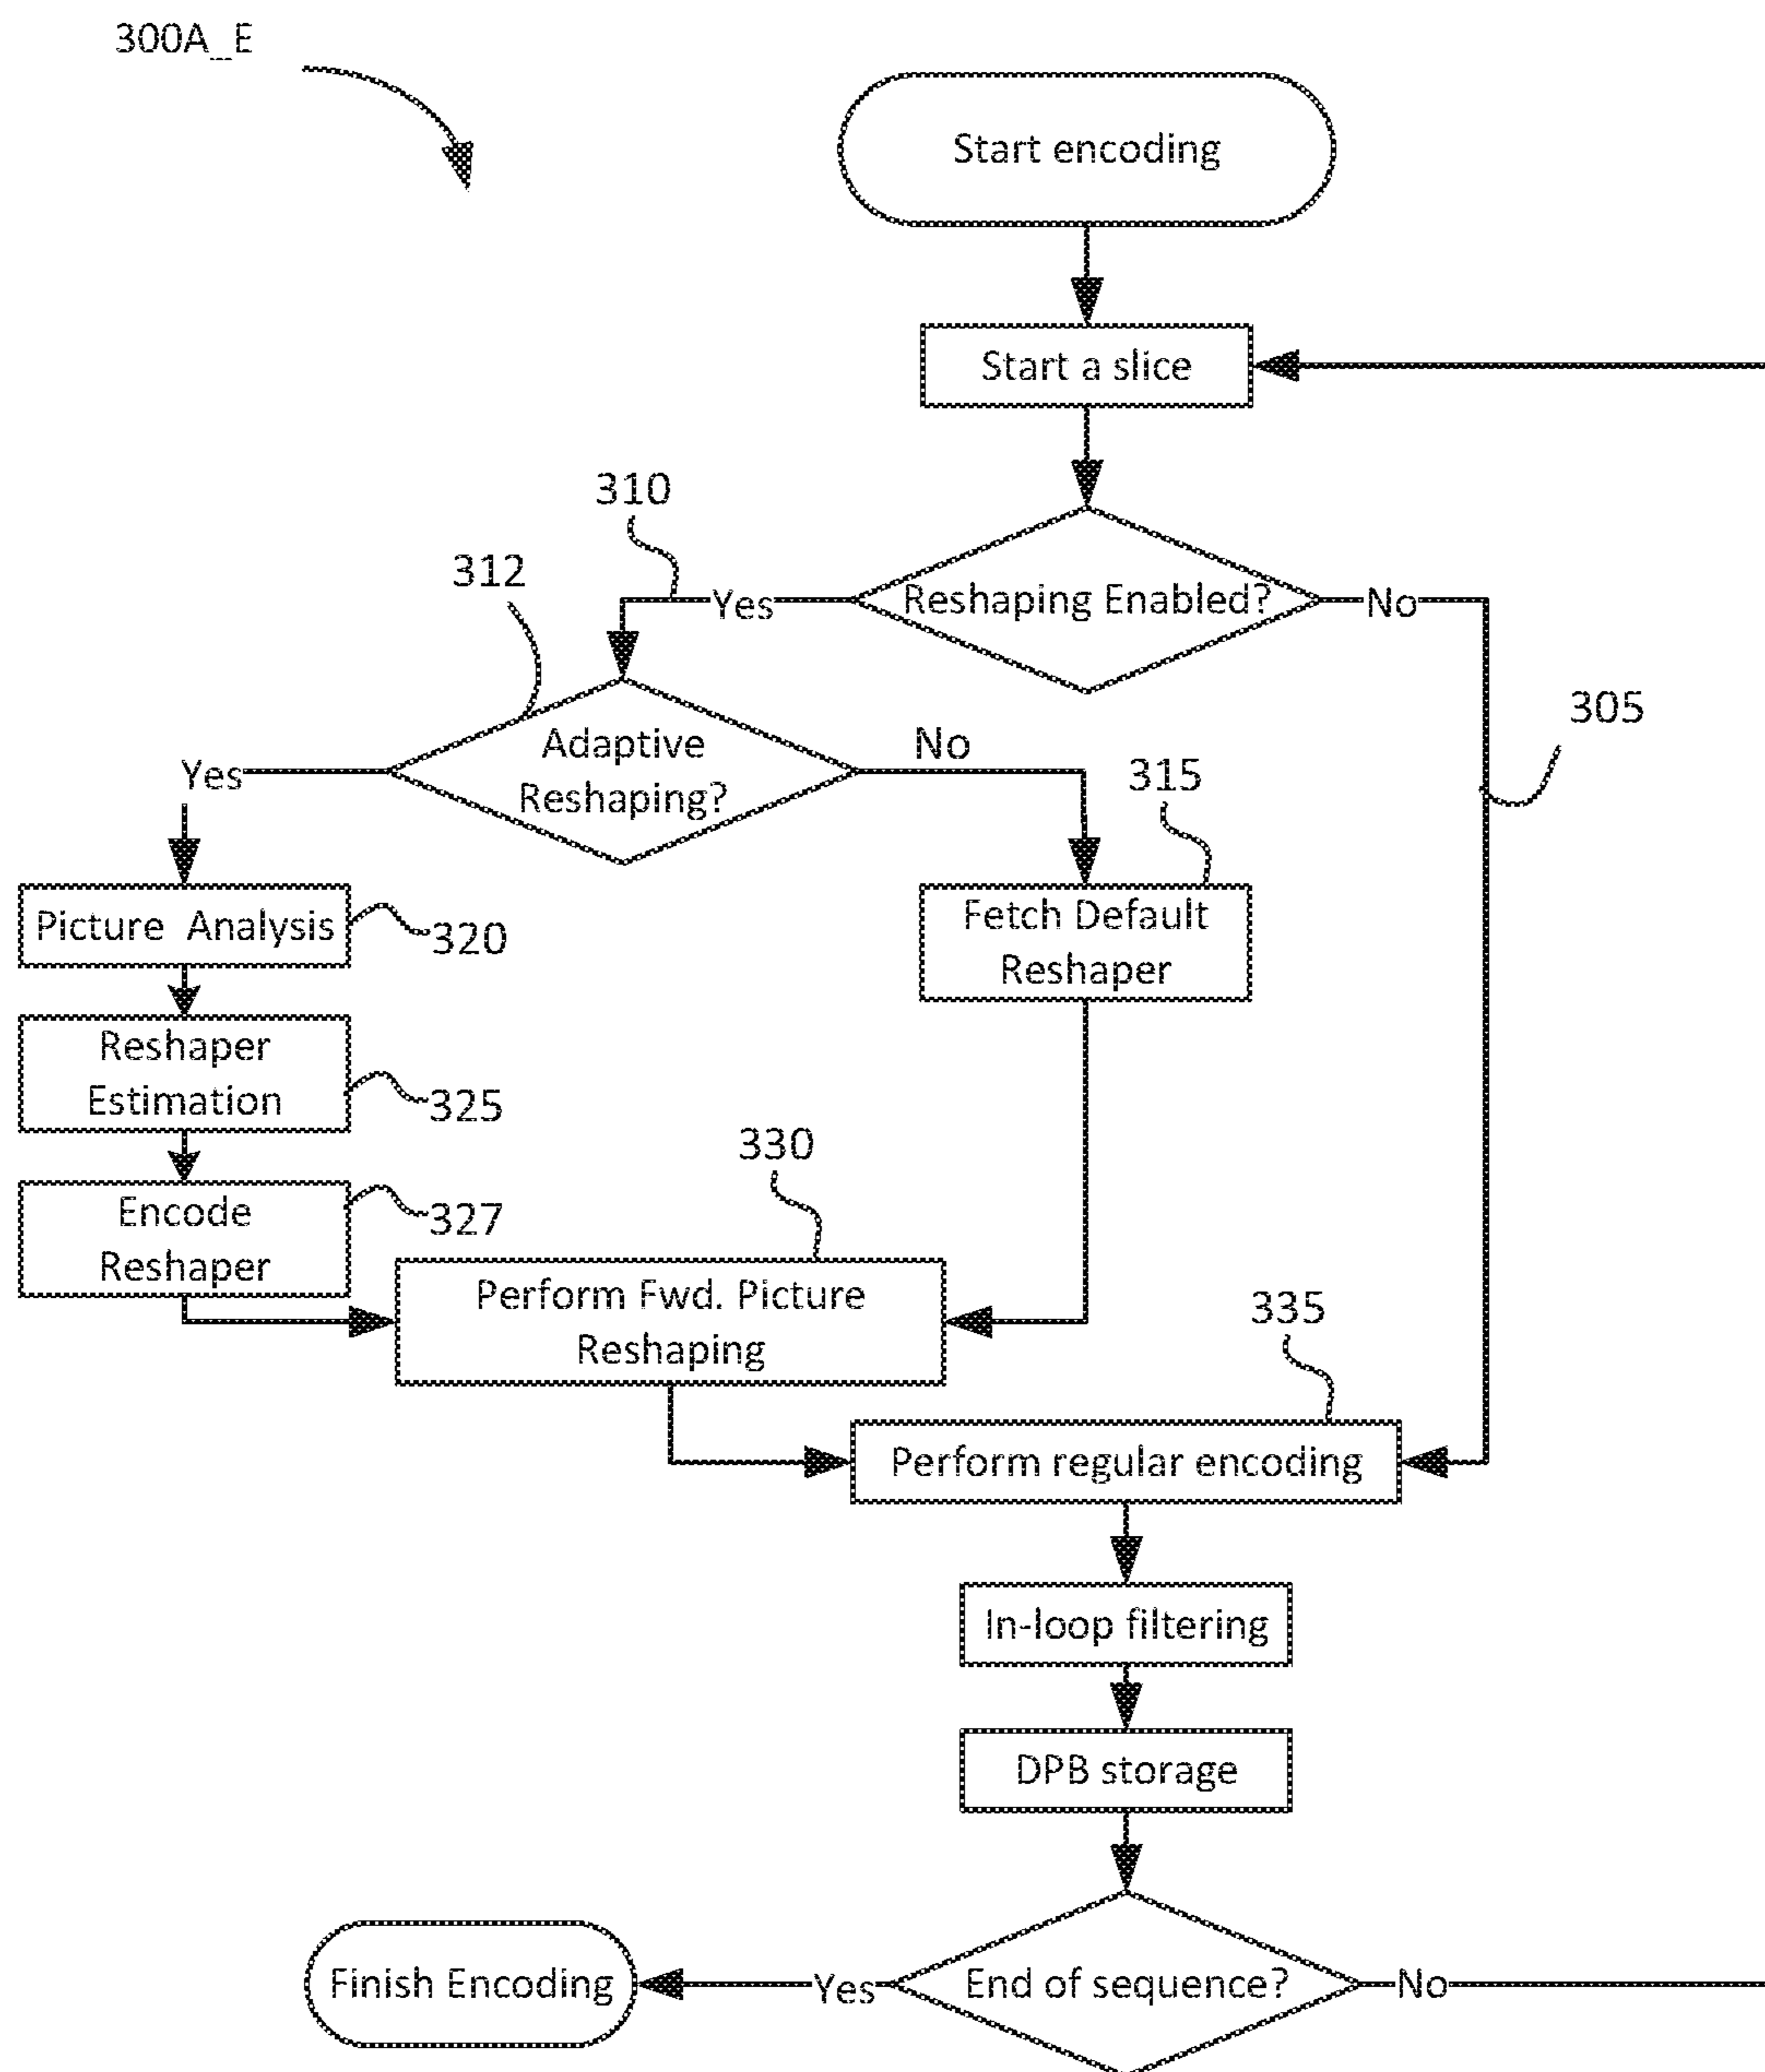 300A_E
Start encoding
Start a slice
310
312
Yes
Reshaping Enabled?
No
305
Adaptive
Reshaping?
Yes
No
315
Picture Analysis
320
Fetch Default
Reshaper
Reshaper
Estimation
325
330
Encode
Reshaper
327
Perform Fwd. Picture
Reshaping
335
Perform regular encoding
In-loop filtering
DPB storage
Finish Encoding
Yes
End of sequence?
No